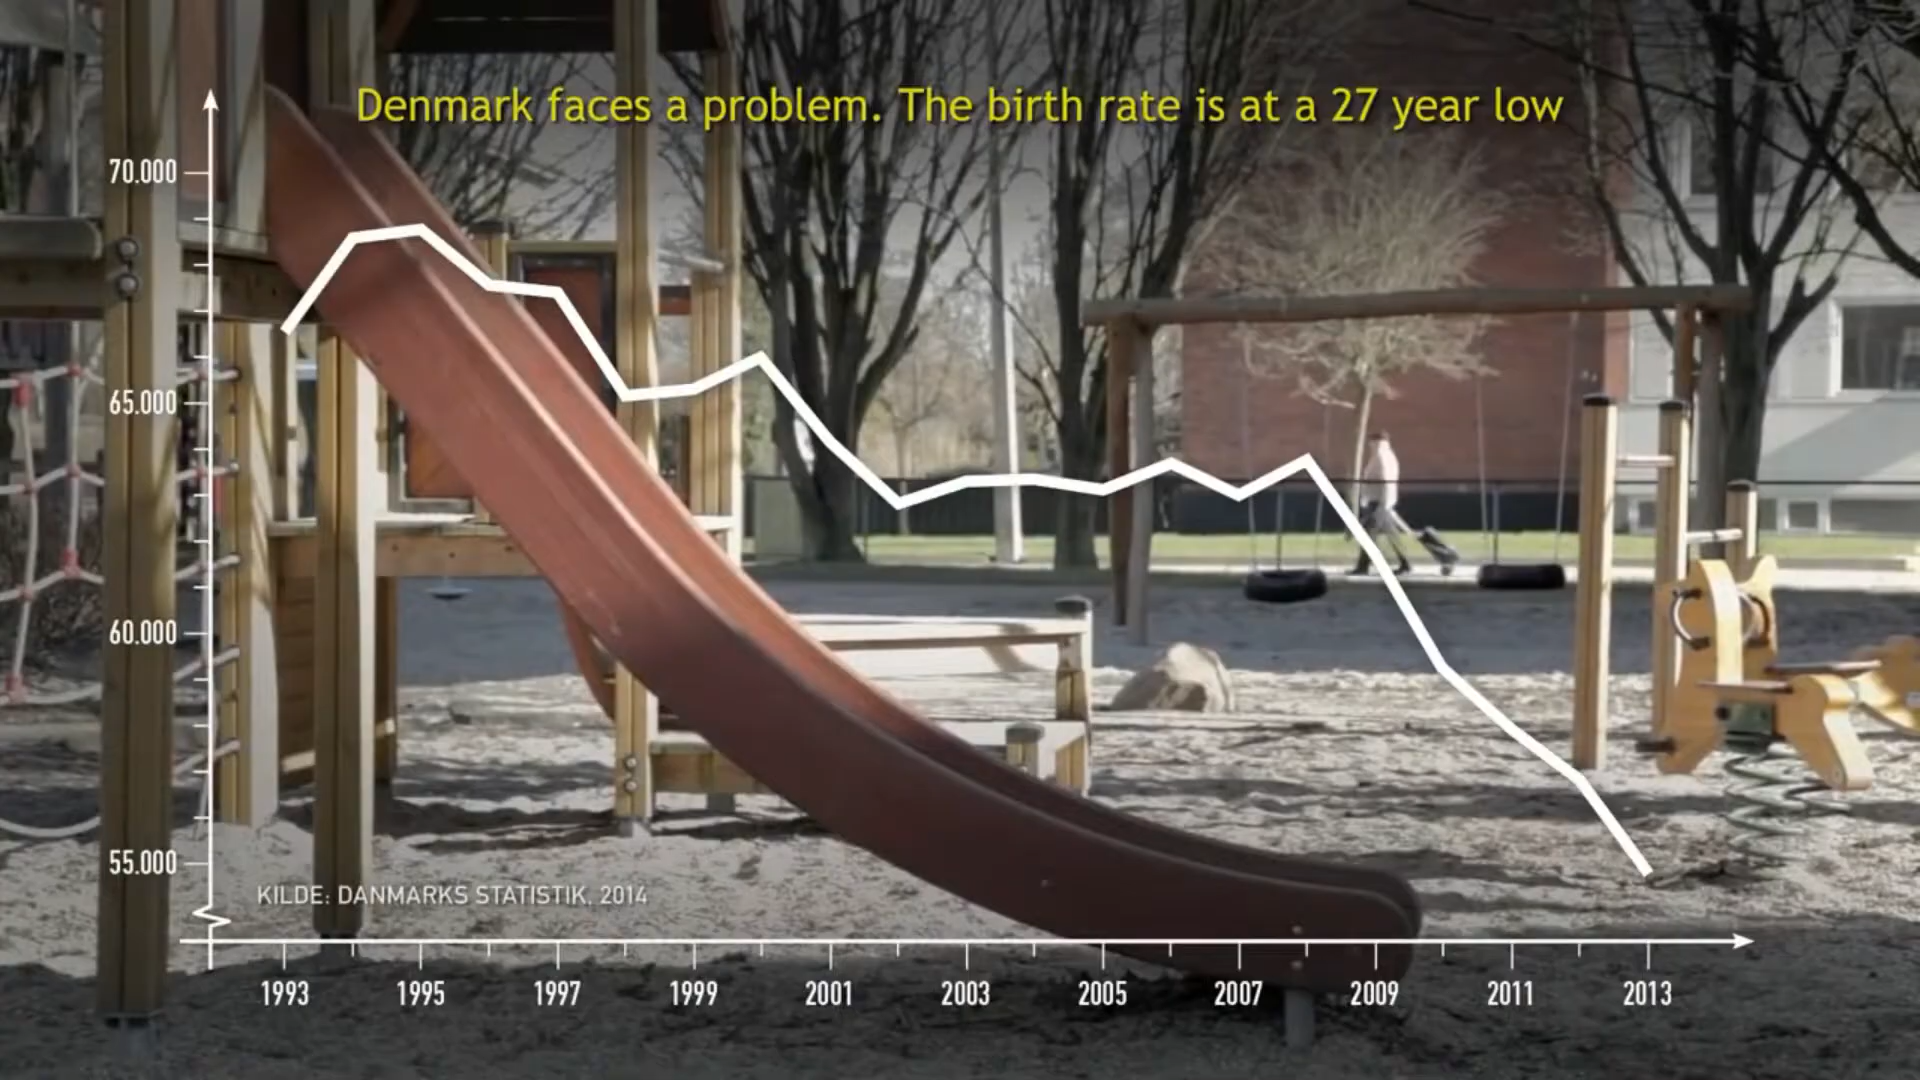 Denmark faces a problem. The birth rate is at a 27 year low
70.000
65.000
60.000
55.000
KILDE: DANMARKS STATISTIK, 2014
1993 1995 1997 1999 2001 2003 2005 2007 2009 2011 2013